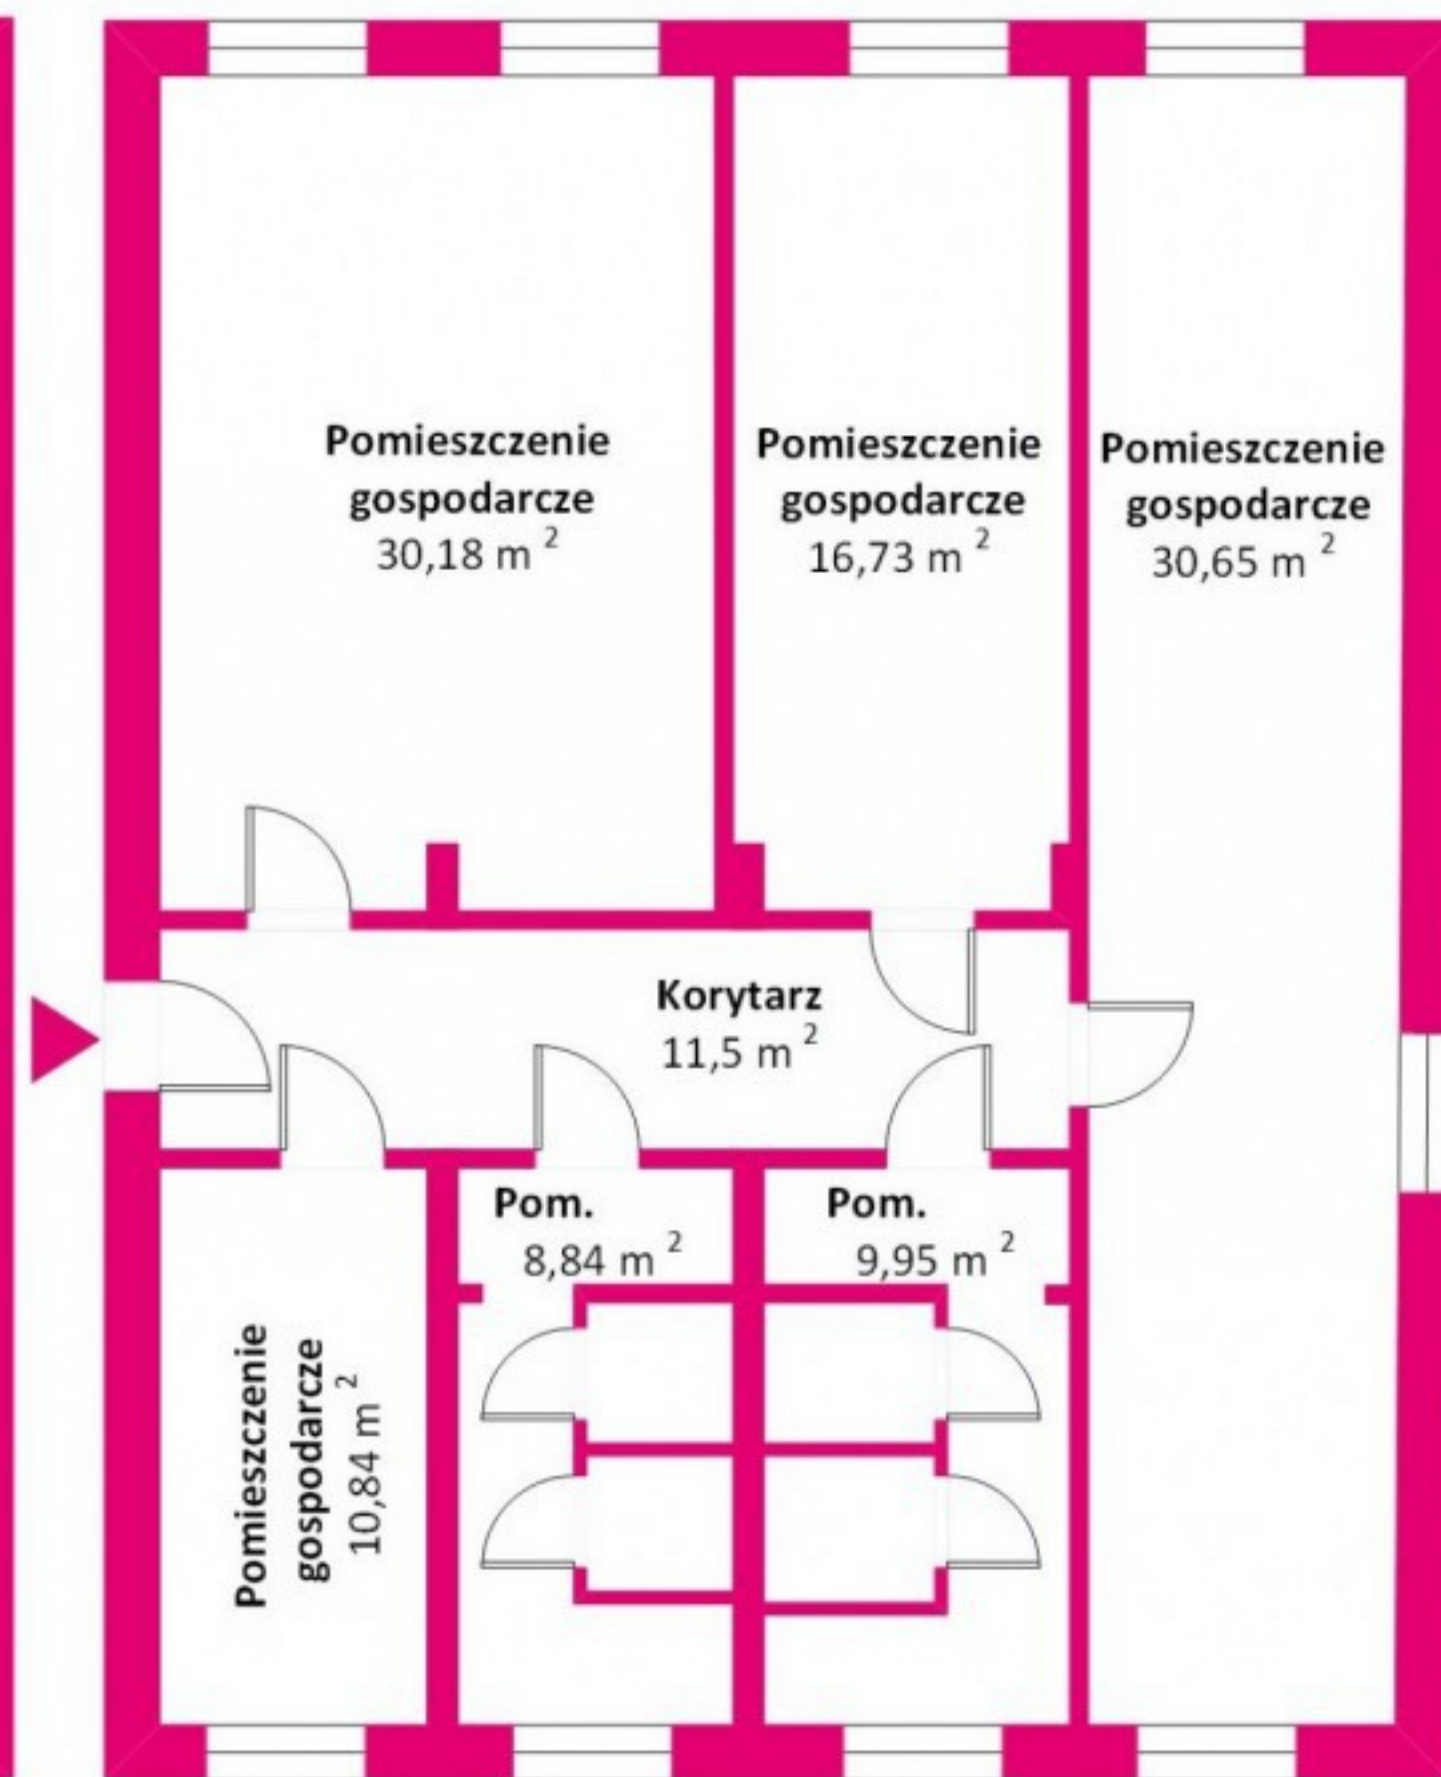 Pomieszczenie
gospodarcze
30,18 m ²
Pomieszczenie
gospodarcze
16,73 m ²
Pomieszczenie
gospodarcze
30,65 m ²
Korytarz
11,5 m ²
Pom.
8,84 m ²
Pom.
9,95 m ²
Pomieszczenie
gospodarcze
10,84 m ²